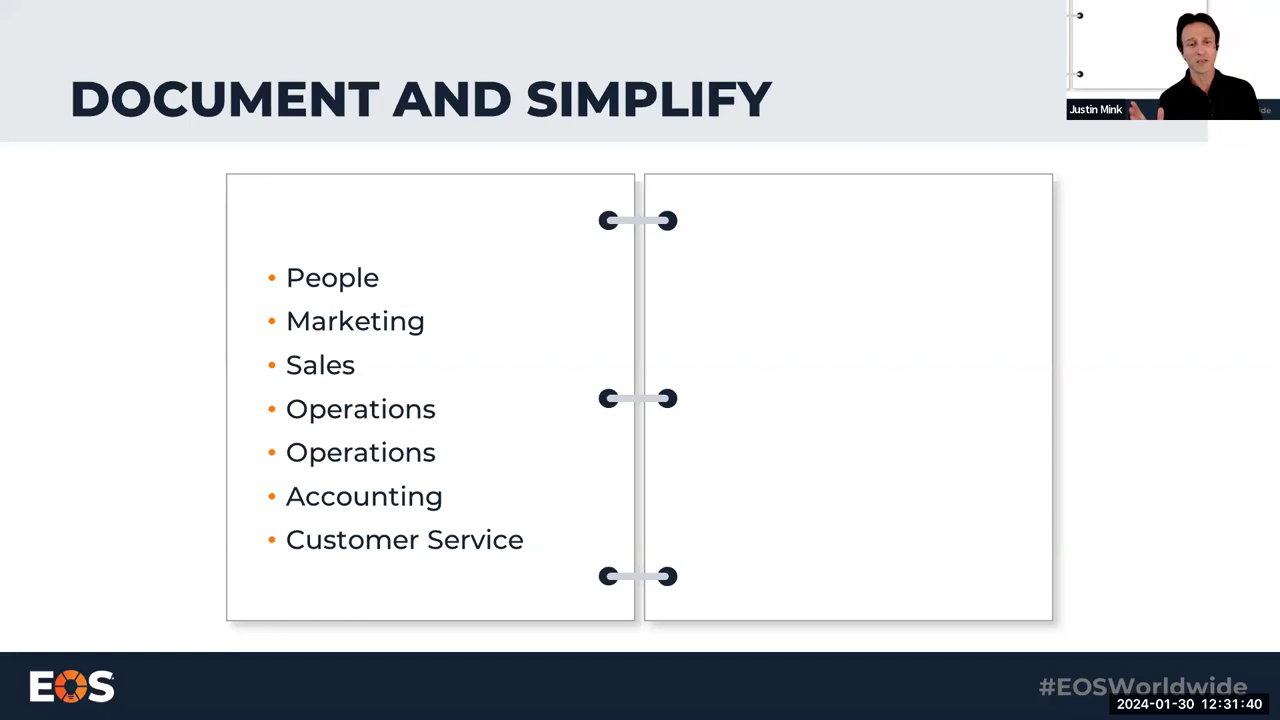 DOCUMENT AND SIMPLIFY
Justin Mink
• People
• Marketing
• Sales
• Operations
• Operations
• Accounting
• Customer Service
EOS
#EOSWorldwide
2024-01-30 12:31:40